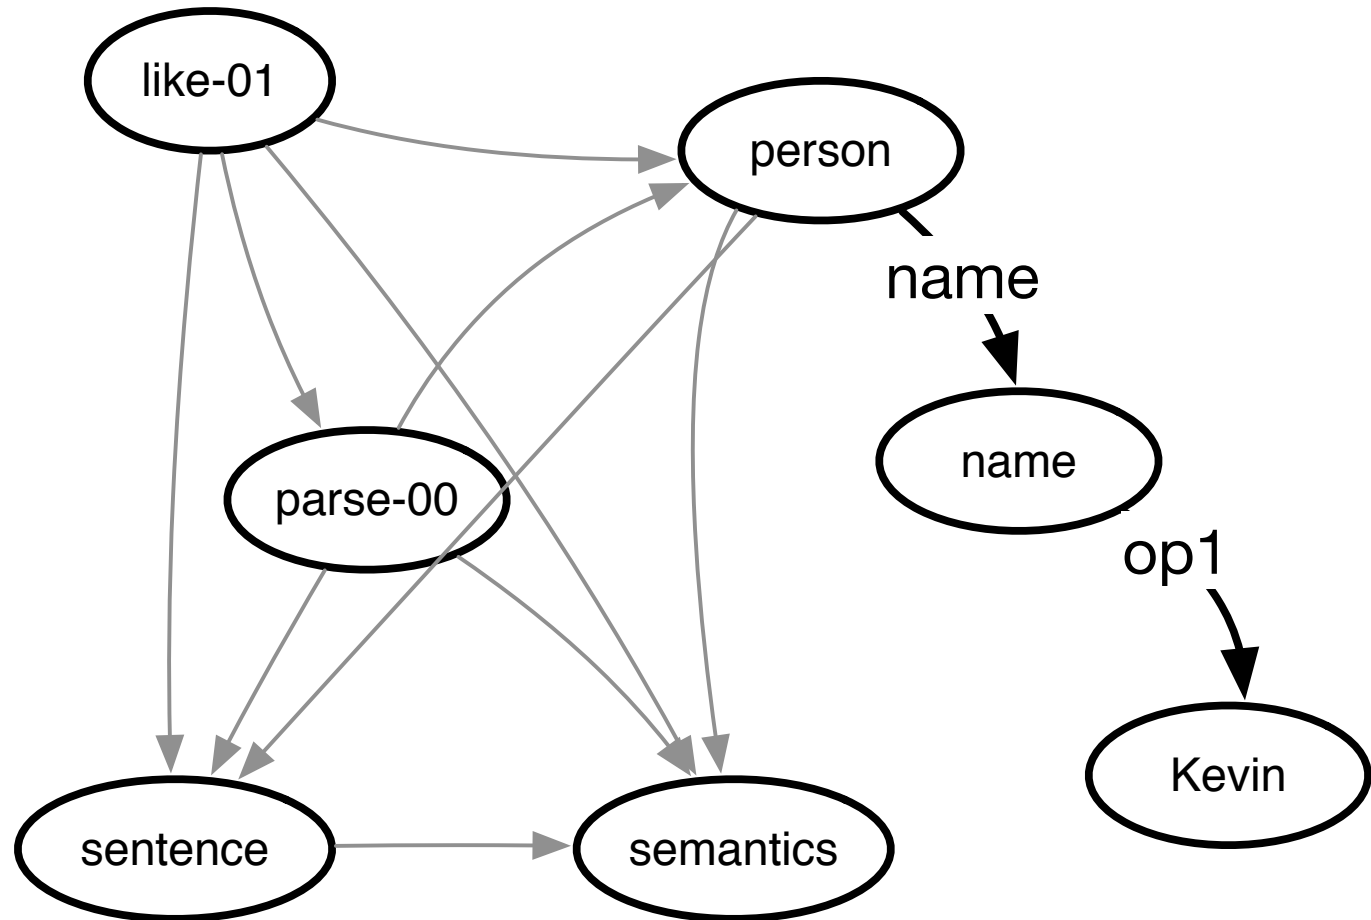 like-01
person
name
name
parse-00
op1
Kevin
sentence
semantics